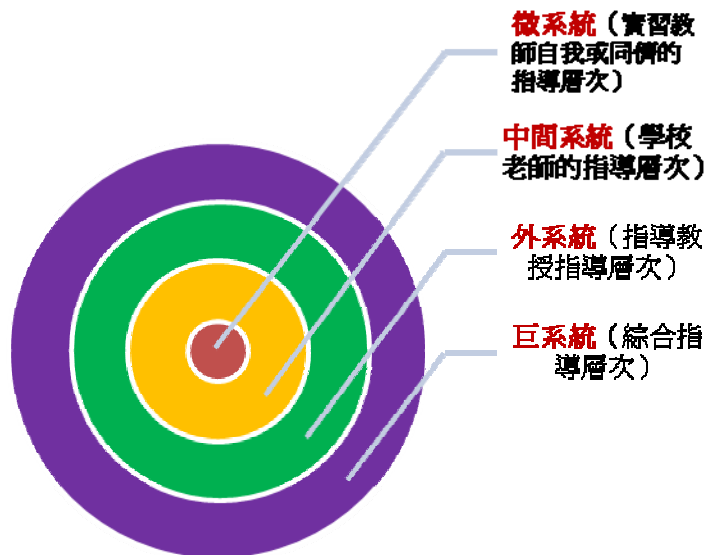 微系統（實習教
師自我或同儕的
指導層次）
中間系統（學校
老師的指導層次）
外系統（指導教
授指導層次）
巨系統（綜合指
導層次）